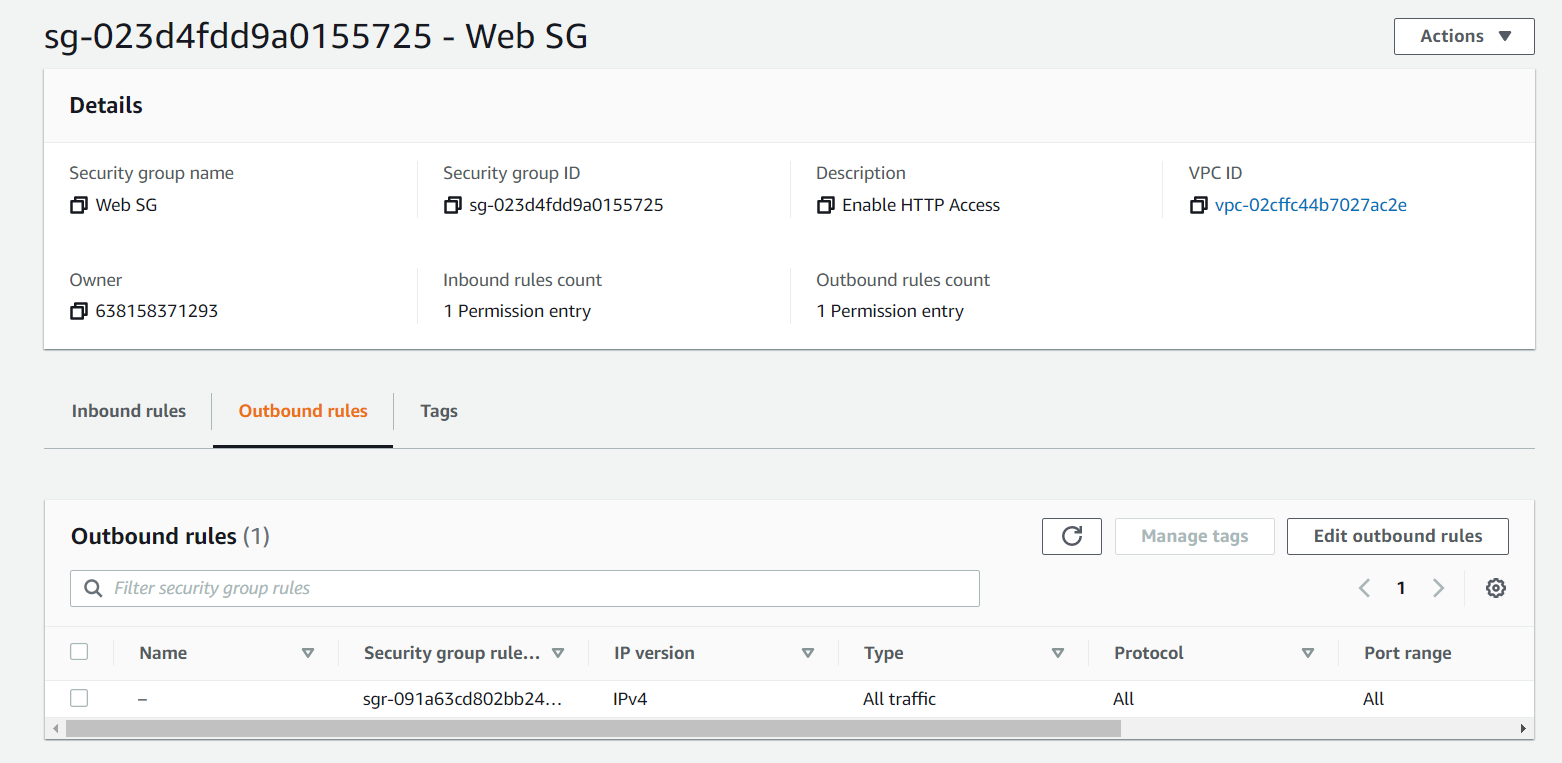 sg-023d4fdd9a0155725 - Web SG
Actions
Details
Security group name
Web SG
Security group ID
sg-023d4fdd9a0155725
Description
Enable HTTP Access
VPC ID
vpc-02cffc44b7027ac2e
Owner
638158371293
Inbound rules count
1 Permission entry
Outbound rules count
1 Permission entry
Inbound rules
Outbound rules
Tags
Outbound rules (1)
Manage tags
Edit outbound rules
Filter security group rules
1
Name
Security group rule...
IP version
Type
Protocol
Port range
–
sgr-091a63cd802bb24...
IPv4
All traffic
All
All